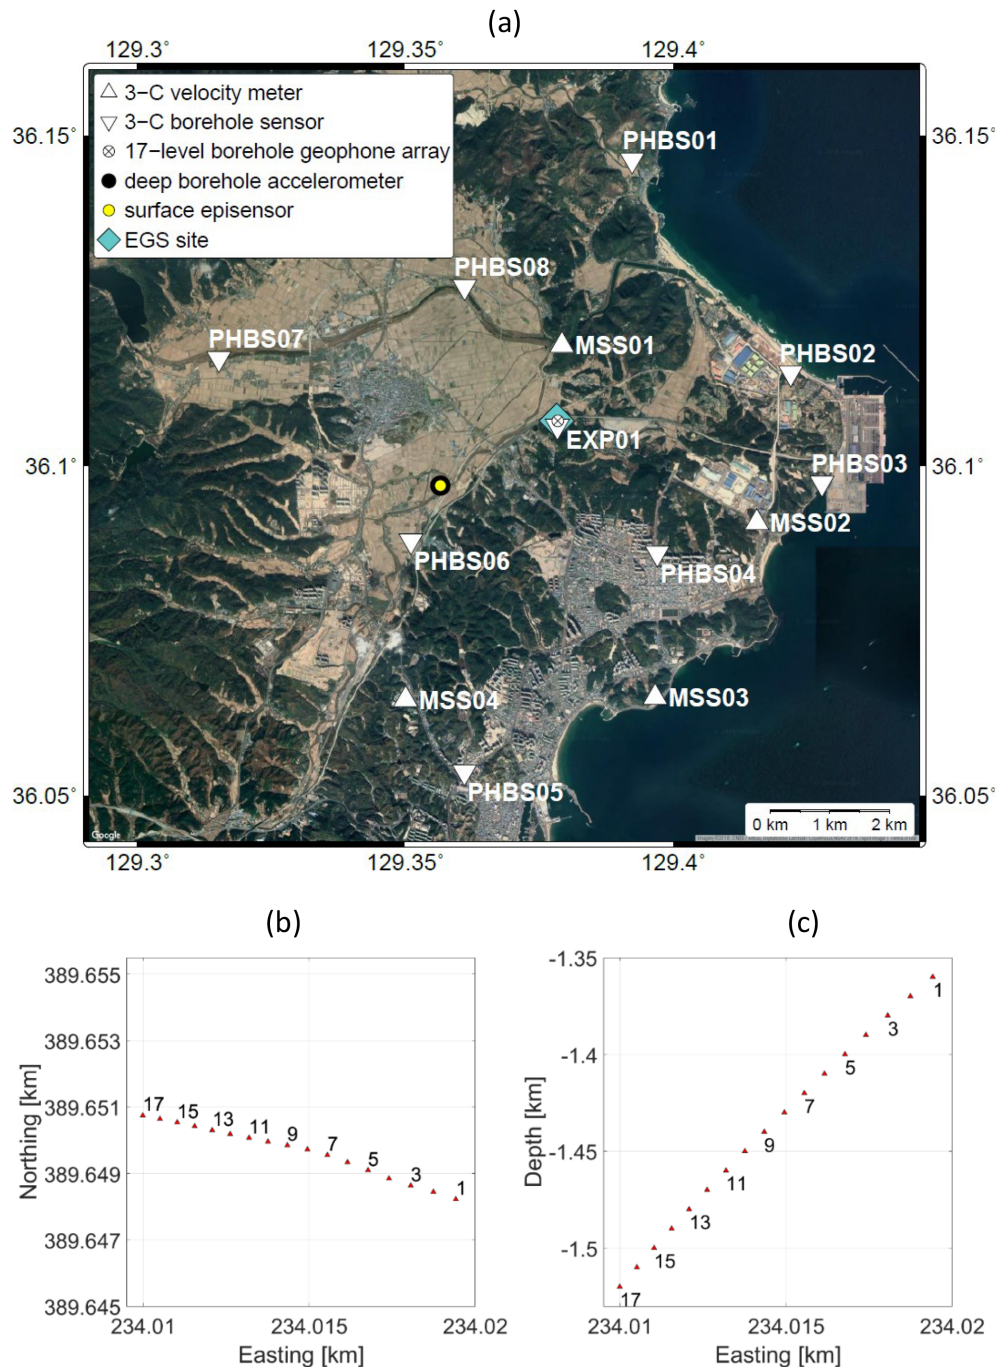 (a)
129.3° 129.35° 129.4°
3−C velocity meter
3−C borehole sensor
17−level borehole geophone array
deep borehole accelerometer
surface episensor
EGS site
36.15° 36.15°
PHBS01
PHBS08
PHBS07
MSS01
PHBS02
EXP01
36.1° 36.1°
PHBS03
MSS02
PHBS06
PHBS04
MSS04
MSS03
PHBS05
36.05° 36.05°
0 km 1 km 2 km
Google
129.3° 129.35° 129.4°
(b)
389.655
389.653
389.651
389.649
389.647
389.645
Northing [km]
17 15 13 11 9 7 5 3 1
234.01 234.015 234.02
Easting [km]
(c)
-1.35
-1.4
-1.45
-1.5
Depth [km]
1
3
5
7
9
11
13
15
17
234.01 234.015 234.02
Easting [km]